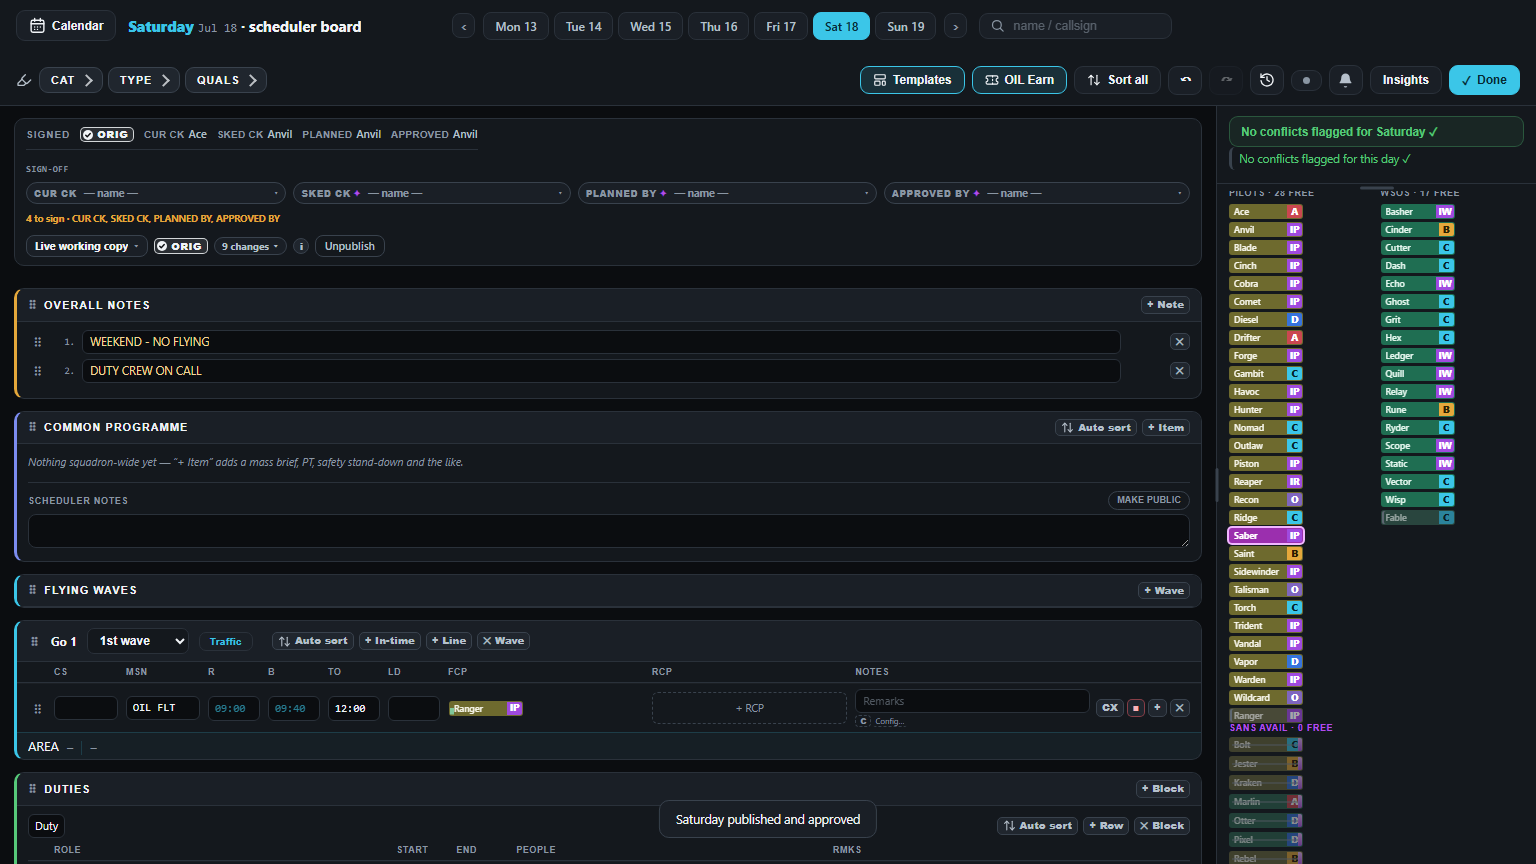 Calendar
Saturday Jul 18 · scheduler board
‹ Mon 13 Tue 14 Wed 15 Thu 16 Fri 17 Sat 18 Sun 19 ›
name / callsign
CAT TYPE QUALS
Templates OIL Earn Sort all Insights ✓ Done
SIGNED ORIG CUR CK Ace SKED CK Anvil PLANNED Anvil APPROVED Anvil
SIGN-OFF
CUR CK — name — SKED CK ✦ — name — PLANNED BY ✦ — name — APPROVED BY ✦ — name —
4 to sign · CUR CK, SKED CK, PLANNED BY, APPROVED BY
Live working copy ORIG 9 changes i Unpublish
OVERALL NOTES + Note
1. WEEKEND - NO FLYING ✕
2. DUTY CREW ON CALL ✕
COMMON PROGRAMME Auto sort + Item
Nothing squadron-wide yet — "+ Item" adds a mass brief, PT, safety stand-down and the like.
SCHEDULER NOTES MAKE PUBLIC
FLYING WAVES + Wave
Go 1 1st wave Traffic Auto sort + In-time + Line ✕ Wave
CS MSN R B TO LD FCP RCP NOTES
OIL FLT 09:00 09:40 12:00 Ranger IP + RCP Remarks CX + ✕
C Config...
AREA – –
DUTIES + Block
Duty Auto sort + Row ✕ Block
ROLE START END PEOPLE RMKS
Saturday published and approved
No conflicts flagged for Saturday ✓
No conflicts flagged for this day ✓
PILOTS · 28 FREE
Ace A
Anvil IP
Blade IP
Cinch IP
Cobra IP
Comet IP
Diesel D
Drifter A
Forge IP
Gambit C
Havoc IP
Hunter IP
Nomad C
Outlaw C
Piston IP
Reaper IR
Recon O
Ridge C
Saber IP
Saint B
Sidewinder IP
Talisman O
Torch C
Trident IP
Vandal IP
Vapor D
Warden IP
Wildcard O
Ranger IP
SANS AVAIL · 0 FREE
Bolt C
Jester B
Kraken D
Marlin A
Otter D
Pixel D
Rebel B
WSOS · 17 FREE
Basher IW
Cinder B
Cutter C
Dash C
Echo IW
Ghost C
Grit C
Hex C
Ledger IW
Quill IW
Relay IW
Rune B
Ryder C
Scope IW
Static IW
Vector C
Wisp C
Fable C